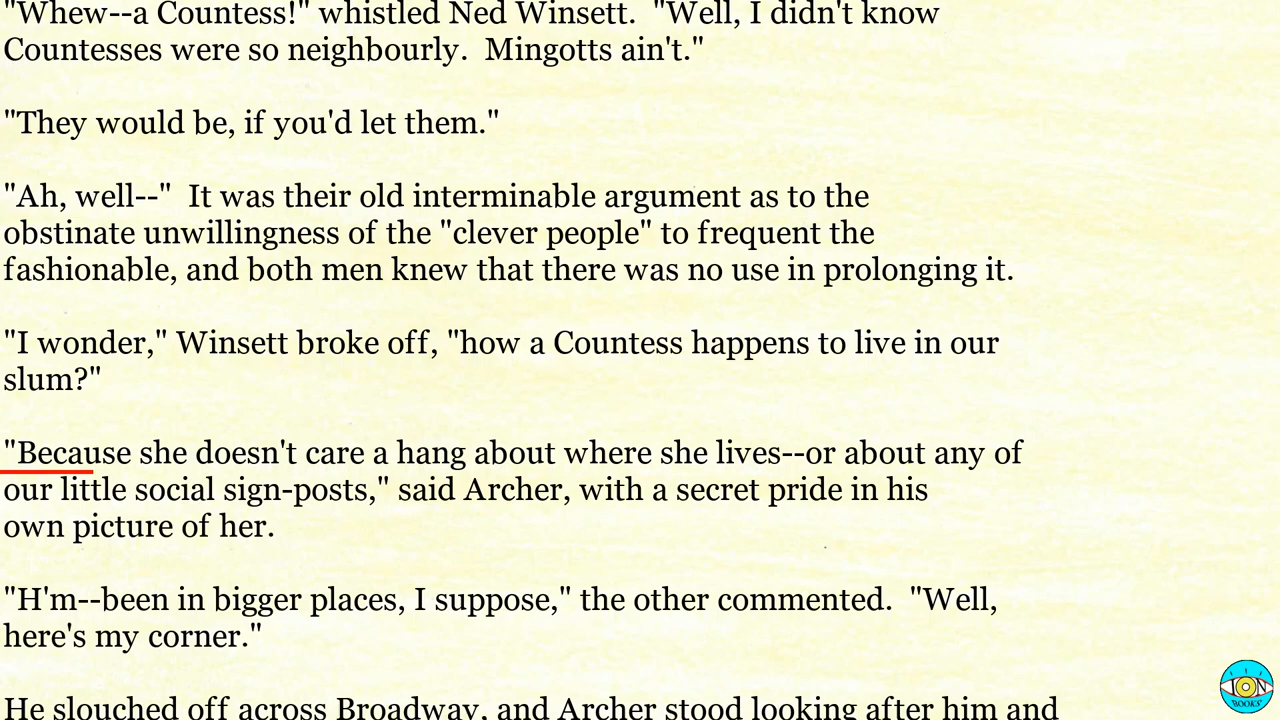 "Whew--a Countess!" whistled Ned Winsett.  "Well, I didn't know
Countesses were so neighbourly.  Mingotts ain't."
"They would be, if you'd let them."
"Ah, well--"  It was their old interminable argument as to the
obstinate unwillingness of the "clever people" to frequent the
fashionable, and both men knew that there was no use in prolonging it.
"I wonder," Winsett broke off, "how a Countess happens to live in our
slum?"
"Because she doesn't care a hang about where she lives--or about any of
our little social sign-posts," said Archer, with a secret pride in his
own picture of her.
"H'm--been in bigger places, I suppose," the other commented.  "Well,
here's my corner."
He slouched off across Broadway, and Archer stood looking after him and
ION
BOOKS